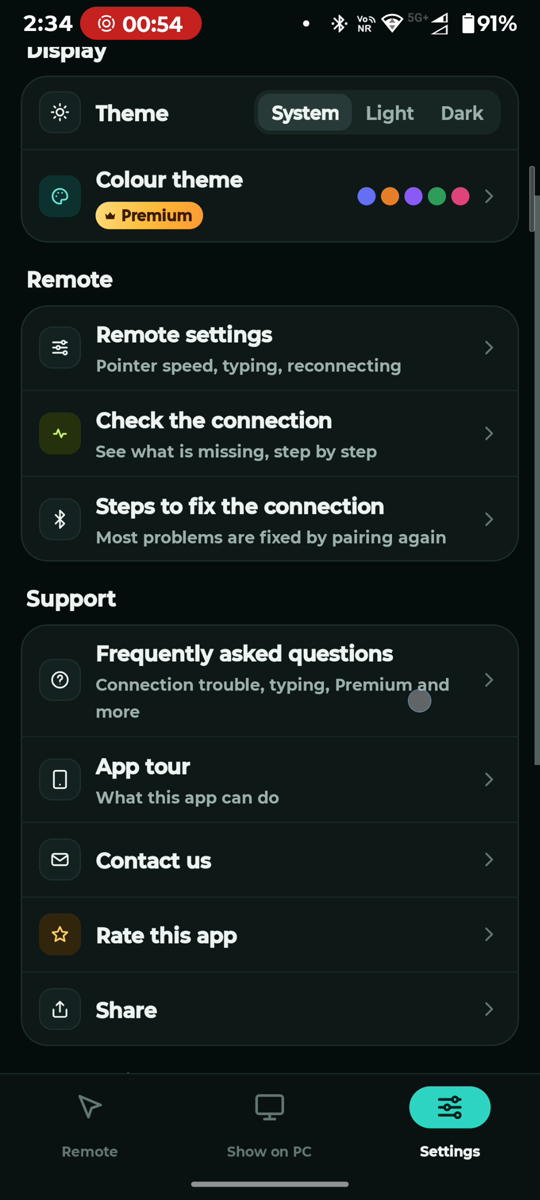 2:34
00:54
Vo
NR
5G+
91%
Display
Theme
System
Light
Dark
Colour theme
Premium
Remote
Remote settings
Pointer speed, typing, reconnecting
Check the connection
See what is missing, step by step
Steps to fix the connection
Most problems are fixed by pairing again
Support
Frequently asked questions
Connection trouble, typing, Premium and
more
App tour
What this app can do
Contact us
Rate this app
Share
Remote
Show on PC
Settings